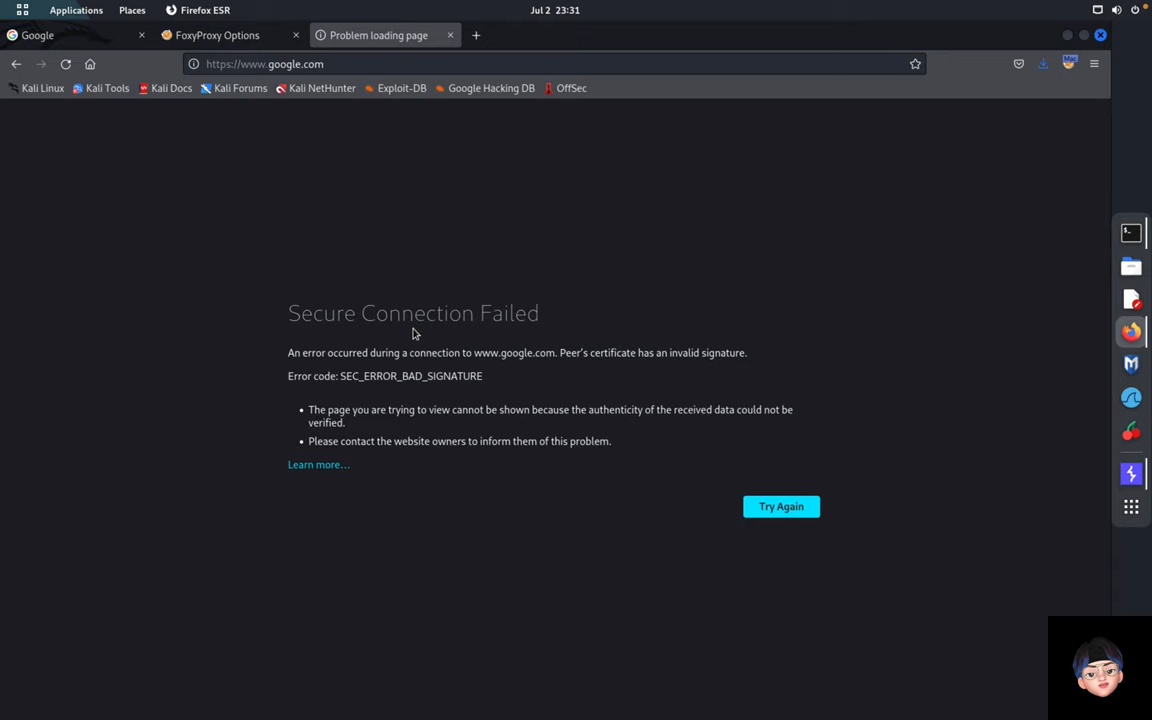 Applications Places Firefox ESR Jul 2 23:31
Google FoxyProxy Options Problem loading page
https://www.google.com Mac
Kali Linux Kali Tools Kali Docs Kali Forums Kali NetHunter Exploit-DB Google Hacking DB OffSec
Secure Connection Failed
An error occurred during a connection to www.google.com. Peer’s certificate has an invalid signature.
Error code: SEC_ERROR_BAD_SIGNATURE
• The page you are trying to view cannot be shown because the authenticity of the received data could not be
verified.
• Please contact the website owners to inform them of this problem.
Learn more…
Try Again